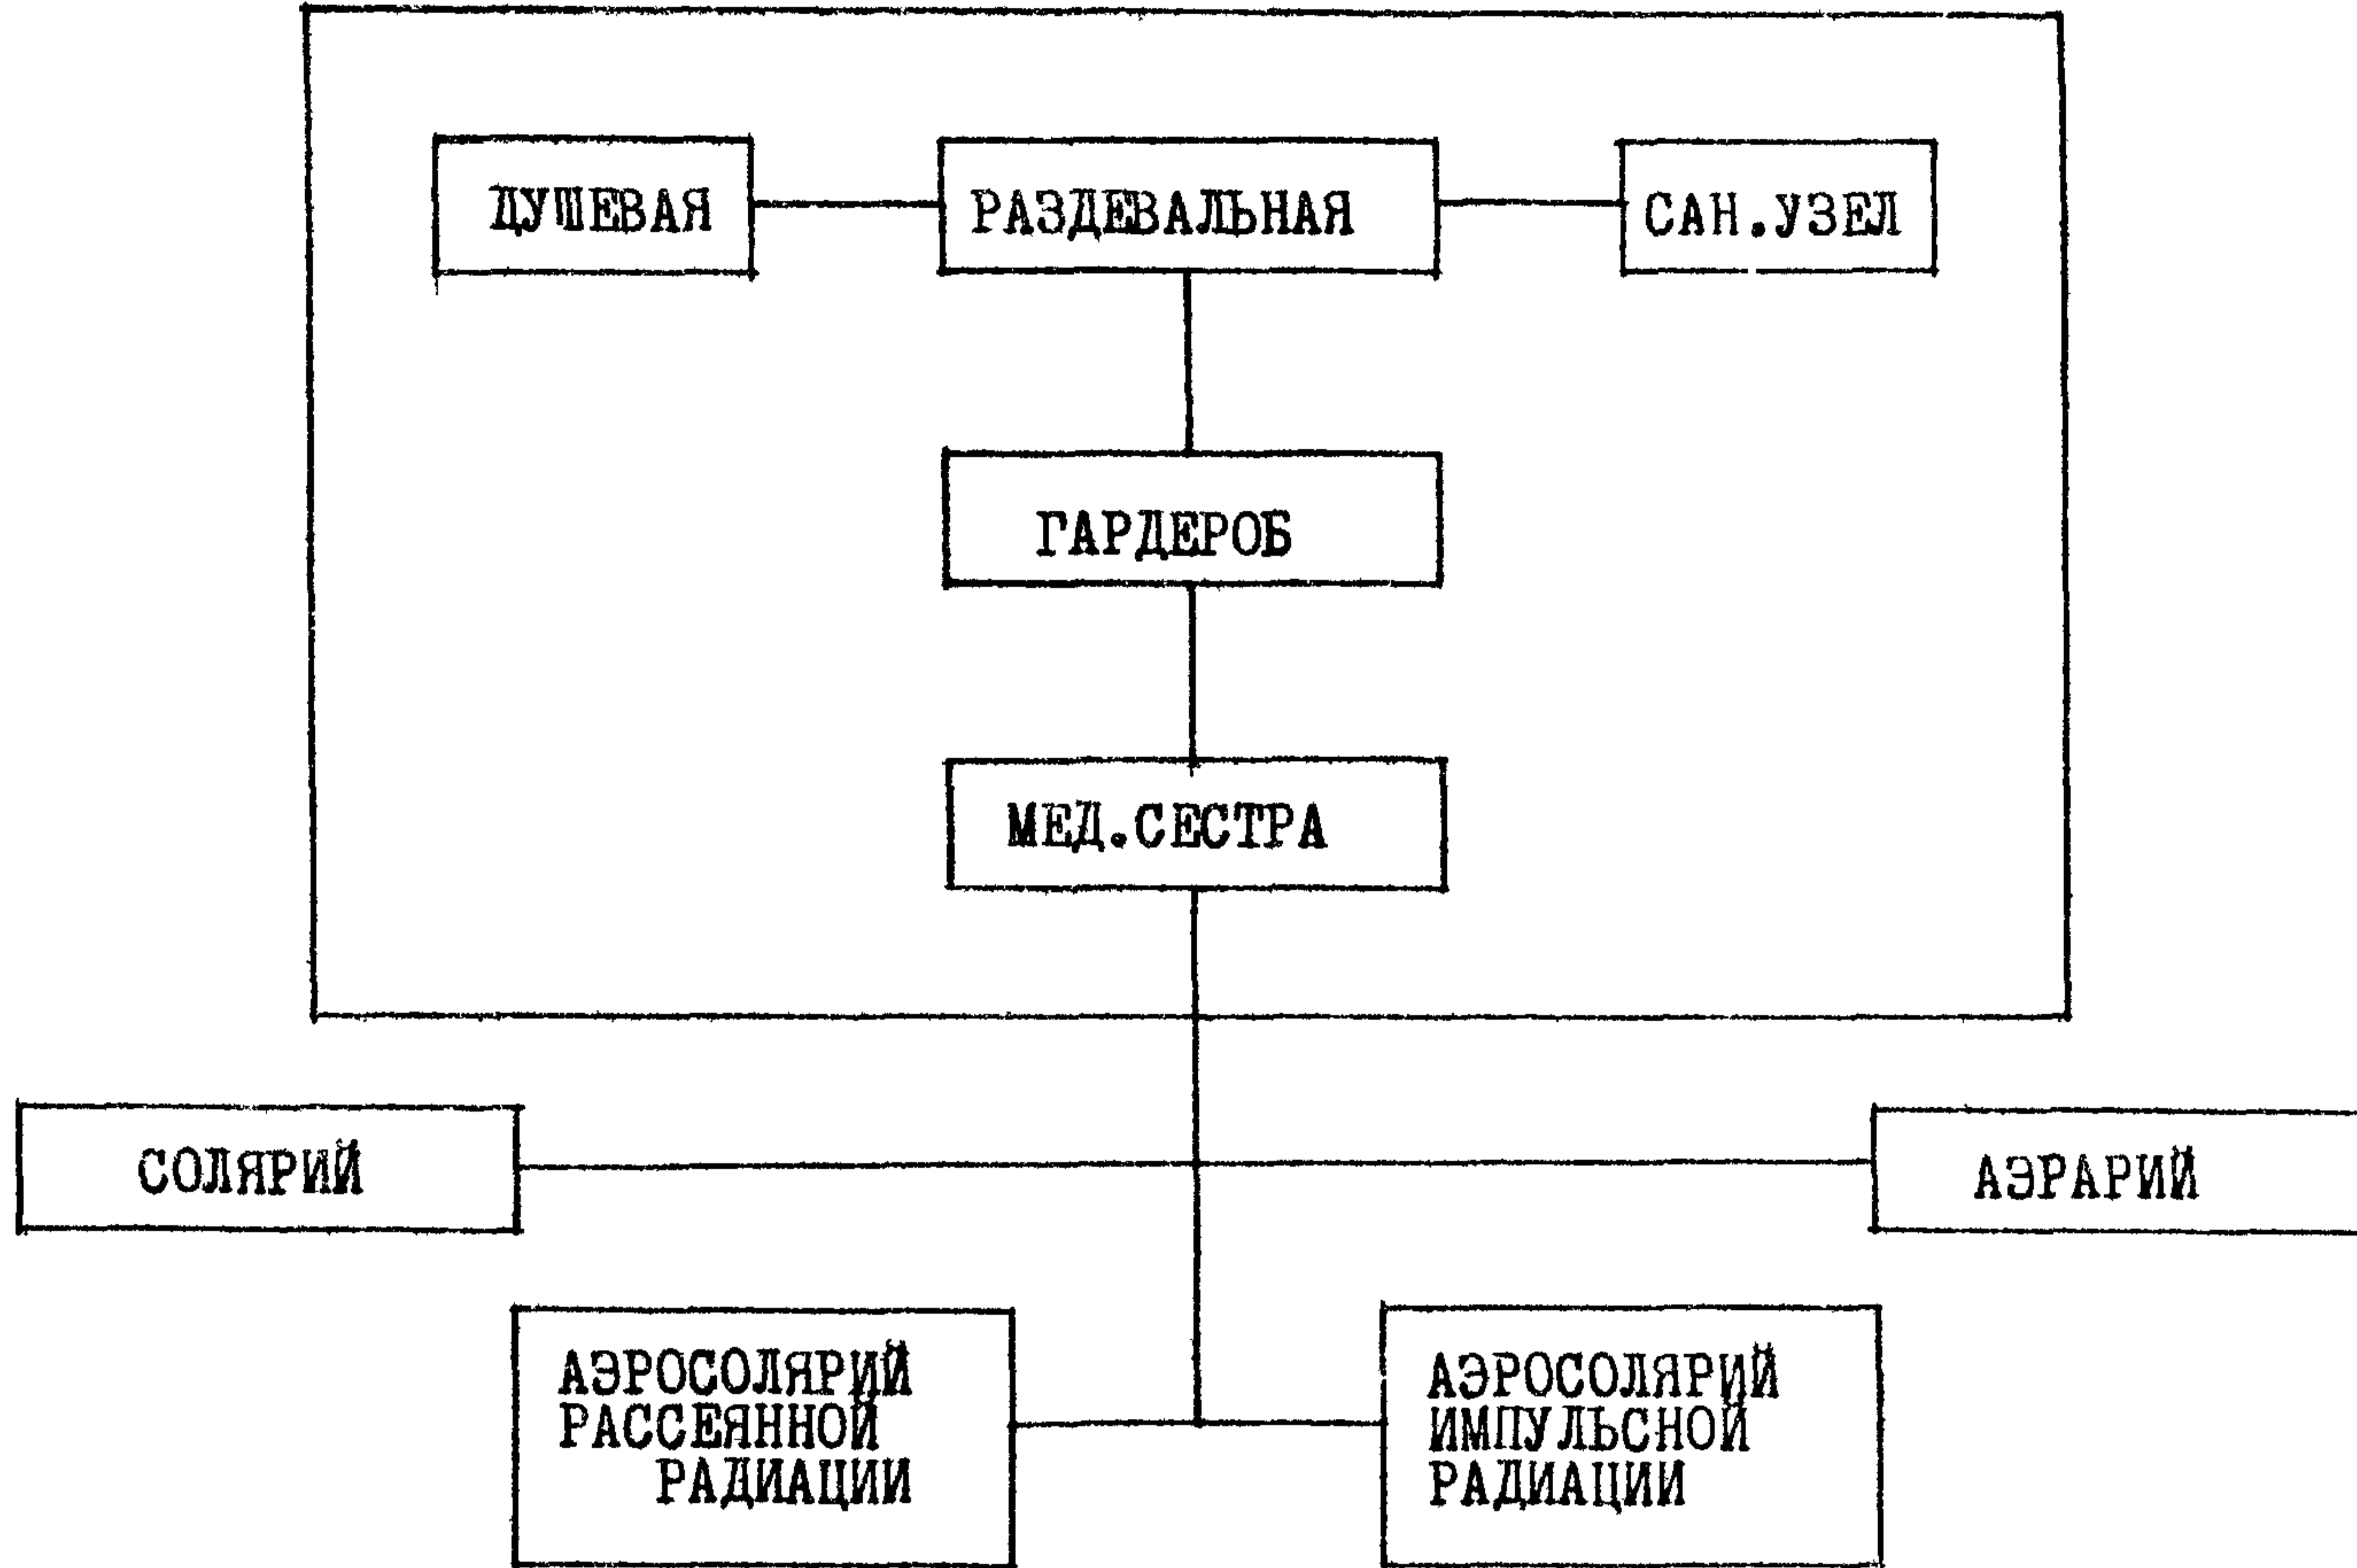 ДУШЕВАЯ
РАЗДЕВАЛЬНАЯ
САН.УЗЕЛ
ГАРДЕРОБ
МЕД.СЕСТРА
СОЛЯРИЙ
АЭРАРИЙ
АЭРОСОЛЯРИЙ
РАССЕЯННОЙ
РАДИАЦИИ
АЭРОСОЛЯРИЙ
ИМПУЛЬСНОЙ
РАДИАЦИИ